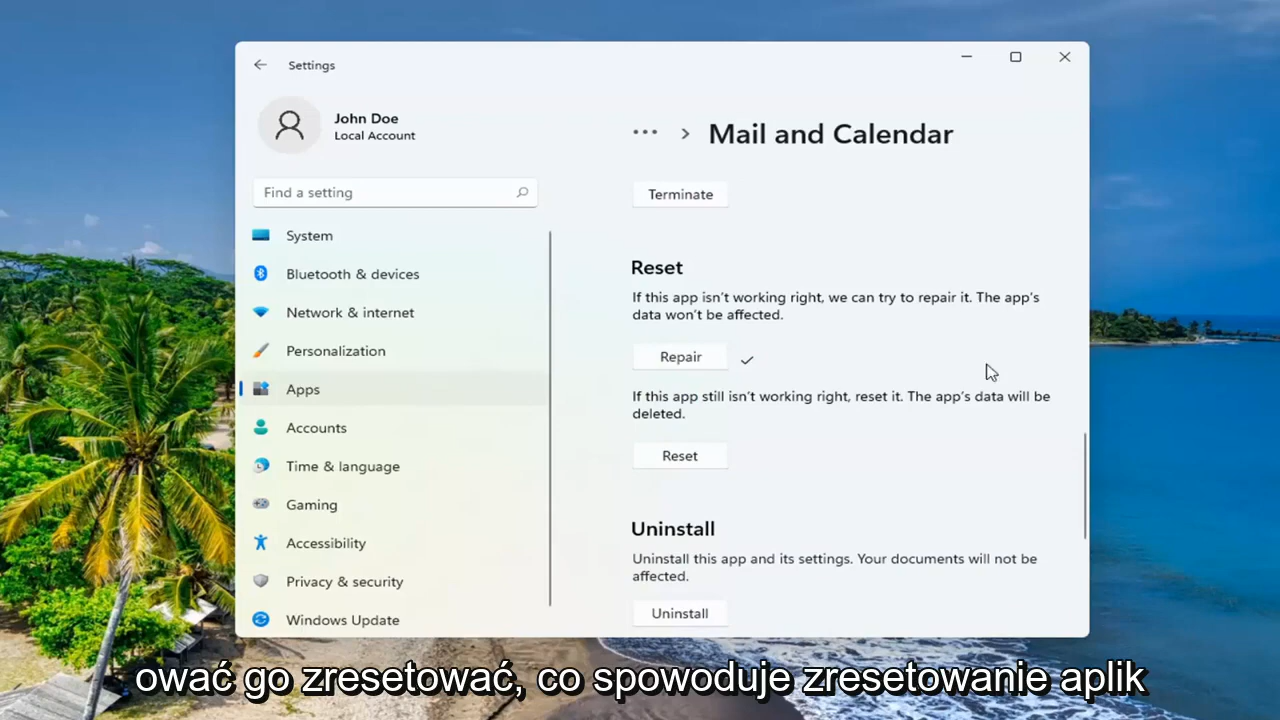 Settings
John Doe
Local Account
Find a setting
System
Bluetooth & devices
Network & internet
Personalization
Apps
Accounts
Time & language
Gaming
Accessibility
Privacy & security
Windows Update
Mail and Calendar
Terminate
Reset
If this app isn't working right, we can try to repair it. The app's
data won't be affected.
Repair
If this app still isn't working right, reset it. The app's data will be
deleted.
Reset
Uninstall
Uninstall this app and its settings. Your documents will not be
affected.
Uninstall
ować go zresetować, co spowoduje zresetowanie aplik